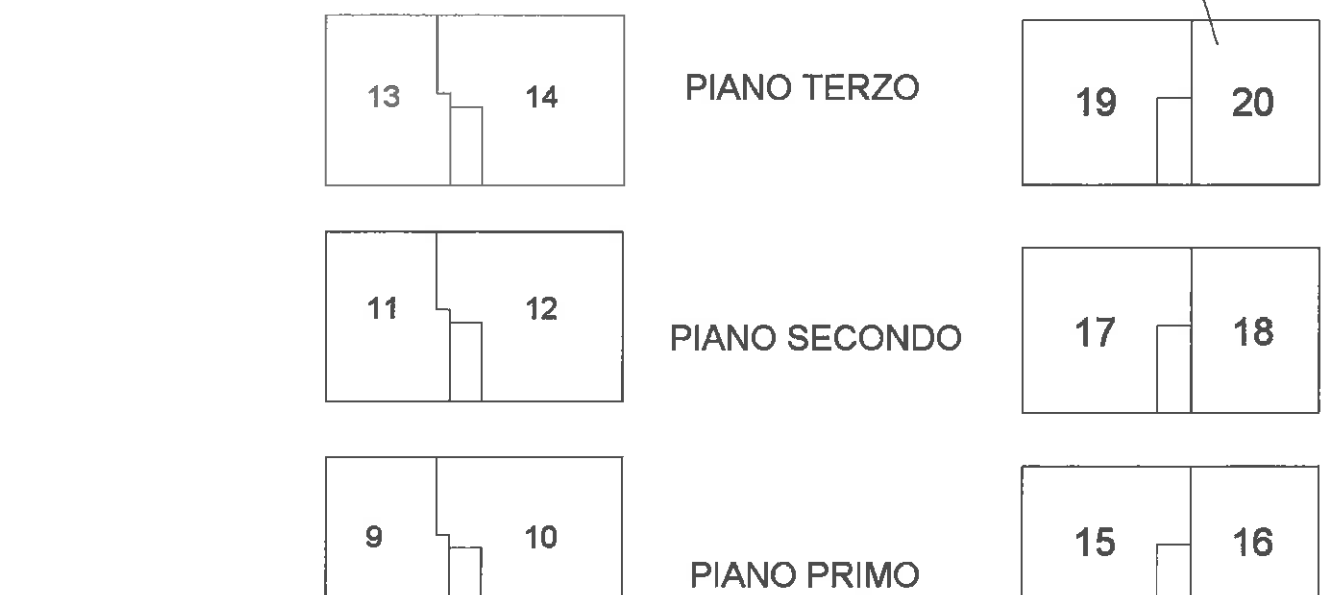 13 14 PIANO TERZO 19 20
11 12 PIANO SECONDO 17 18
9 10 PIANO PRIMO 15 16